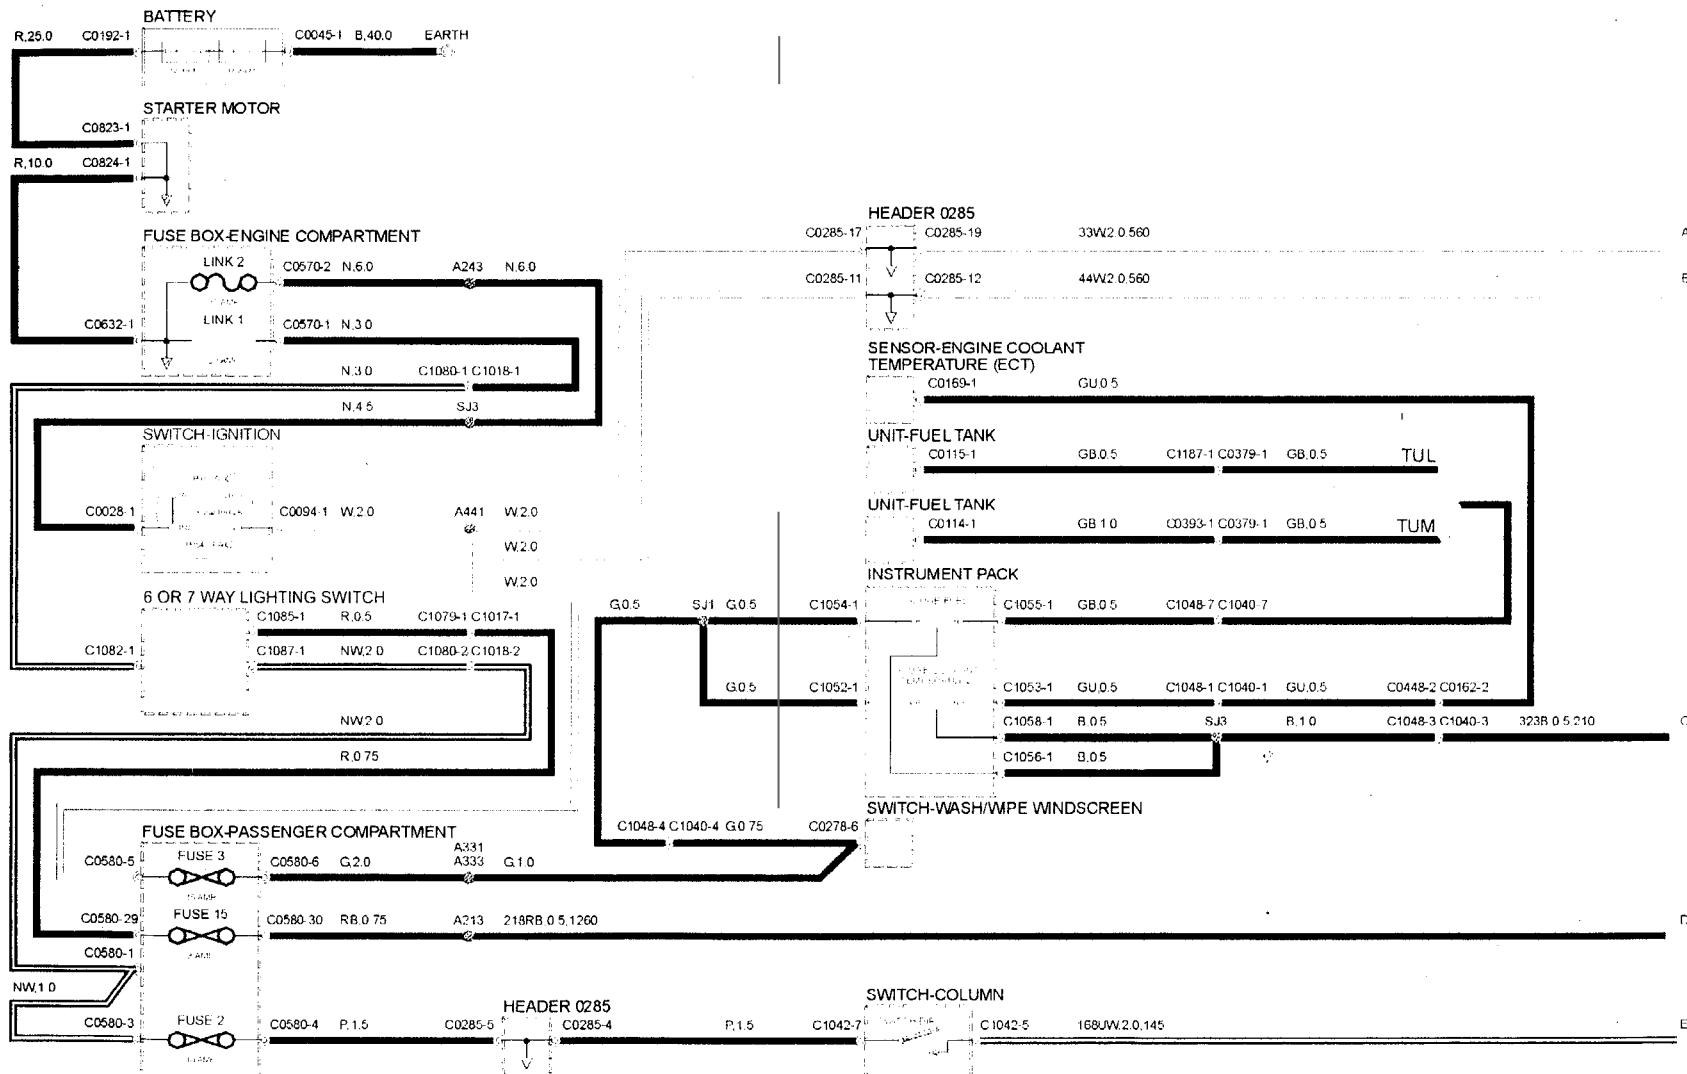 BATTERY
R,25.0 C0192-1 C0045-1 B,40.0 EARTH
STARTER MOTOR
C0823-1
R,10.0 C0824-1
HEADER 0285
C0285-17 C0285-19 33W,2.0,560 A
FUSE BOX-ENGINE COMPARTMENT
LINK 2
C0570-2 N,6.0 A243 N,6.0
C0285-11 C0285-12 44W,2.0,560
LINK 1
C0632-1 C0570-1 N,3.0
SENSOR-ENGINE COOLANT
TEMPERATURE (ECT)
N,3.0 C1080-1 C1018-1
C0169-1 GU,0.5
N,4.5 SJ3
SWITCH-IGNITION
UNIT-FUEL TANK
C0115-1 GB,0.5 C1187-1 C0379-1 GB,0.5 TUL
UNIT-FUEL TANK
C0028-1 C0094-1 W,2.0 A441 W,2.0
C0114-1 GB,1.0 C0393-1 C0379-1 GB,0.5 TUM
W,2.0
W,2.0
INSTRUMENT PACK
6 OR 7 WAY LIGHTING SWITCH
G,0.5 SJ1 G,0.5 C1054-1 C1055-1 GB,0.5 C1048-7 C1040-7
C1085-1 R,0.5 C1079-1 C1017-1
C1082-1 C1087-1 NW,2.0 C1080-2 C1018-2
G,0.5 C1052-1 C1053-1 GU,0.5 C1048-1 C1040-1 GU,0.5 C0448-2 C0162-2
NW,2.0
C1058-1 B,0.5 SJ3 B,1.0 C1048-3 C1040-3 323B,0.5,210
R,0.75
C1056-1 B,0.5
SWITCH-WASH/WIPE WINDSCREEN
C1048-4 C1040-4 G,0.75 C0278-6
FUSE BOX-PASSENGER COMPARTMENT
A331
C0580-5 FUSE 3 C0580-6 G,2.0 A333 G,1.0
15 AMP
C0580-29 FUSE 15 C0580-30 RB,0.75 A213 218RB,0.5,1260 D
C0580-1
NW,1.0
HEADER 0285
SWITCH-COLUMN
C0580-3 FUSE 2 C0580-4 P,1.5 C0285-5 C0285-4 P,1.5 C1042-7 C1042-5 168UW,2.0,145 E